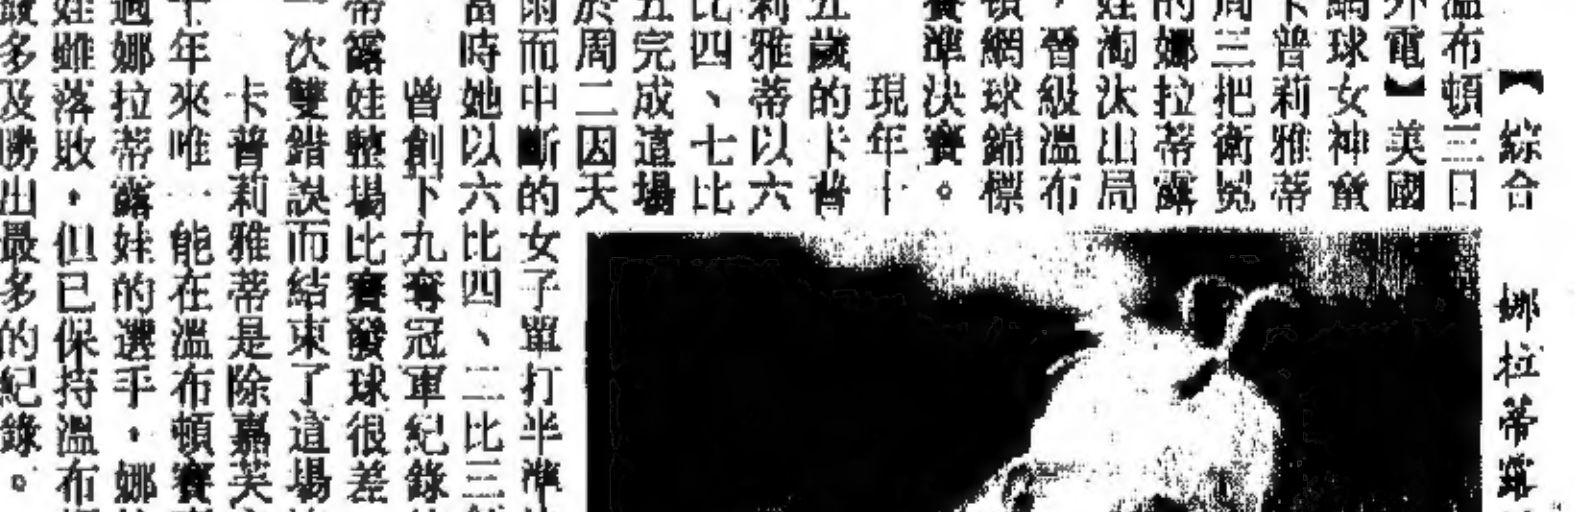 【綜合
溫布頓三日
外電】美國
網球女神童
卡普莉雅蒂
周三把衛冕
的娜拉蒂露
娃淘汰出局
，晉級溫布
頓網球錦標
賽準決賽。
現年十
五歲的卡普
莉雅蒂以六
比四、七比
五完成這場
於周二因天
雨而中斷的女子單打半準
當時她以六比四、二比三
曾創下九奪冠軍紀錄
蒂露娃整場比賽發球很差
一次雙錯誤而結束了這場
卡普莉雅蒂是除嘉芙
十年來唯一能在溫布頓賽
過娜拉蒂露娃的選手，娜
娃雖落敗，但已保持溫布
多及勝出最多的紀錄。
娜拉蒂露